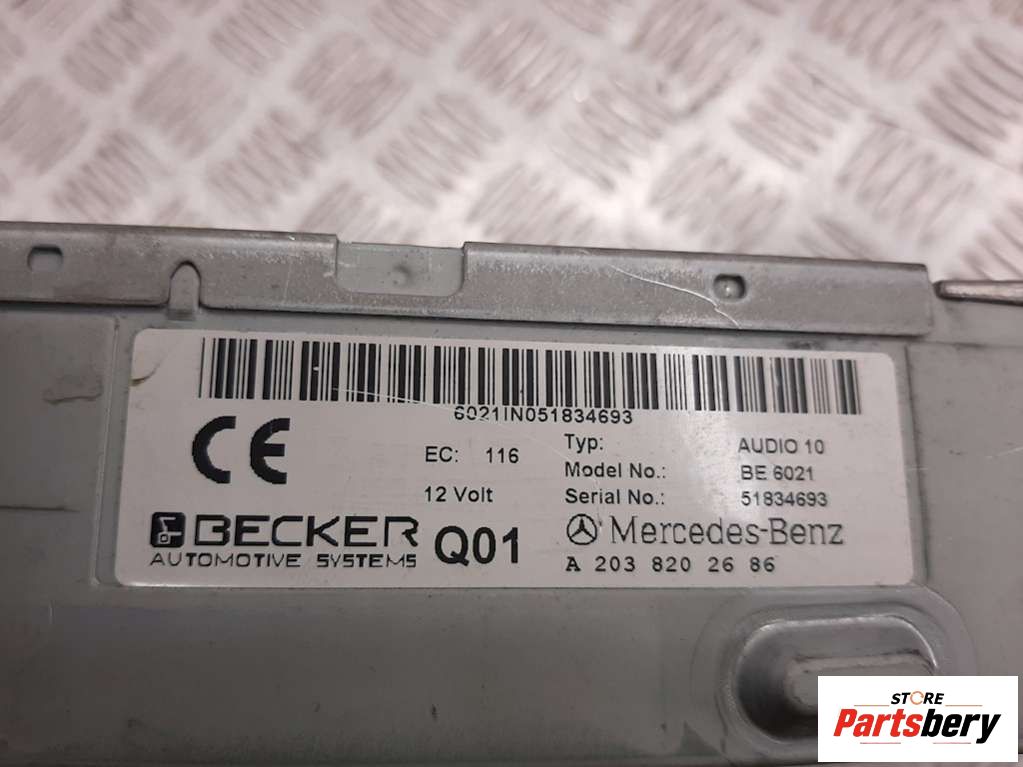 6021IN051834693
CE
EC: 116
12 Volt
Typ: AUDIO 10
Model No.: BE 6021
Serial No.: 51834693
BECKER
AUTOMOTIVE SYSTEMS
Q01
Mercedes-Benz
A 203 820 26 86
STORE
Partsbery